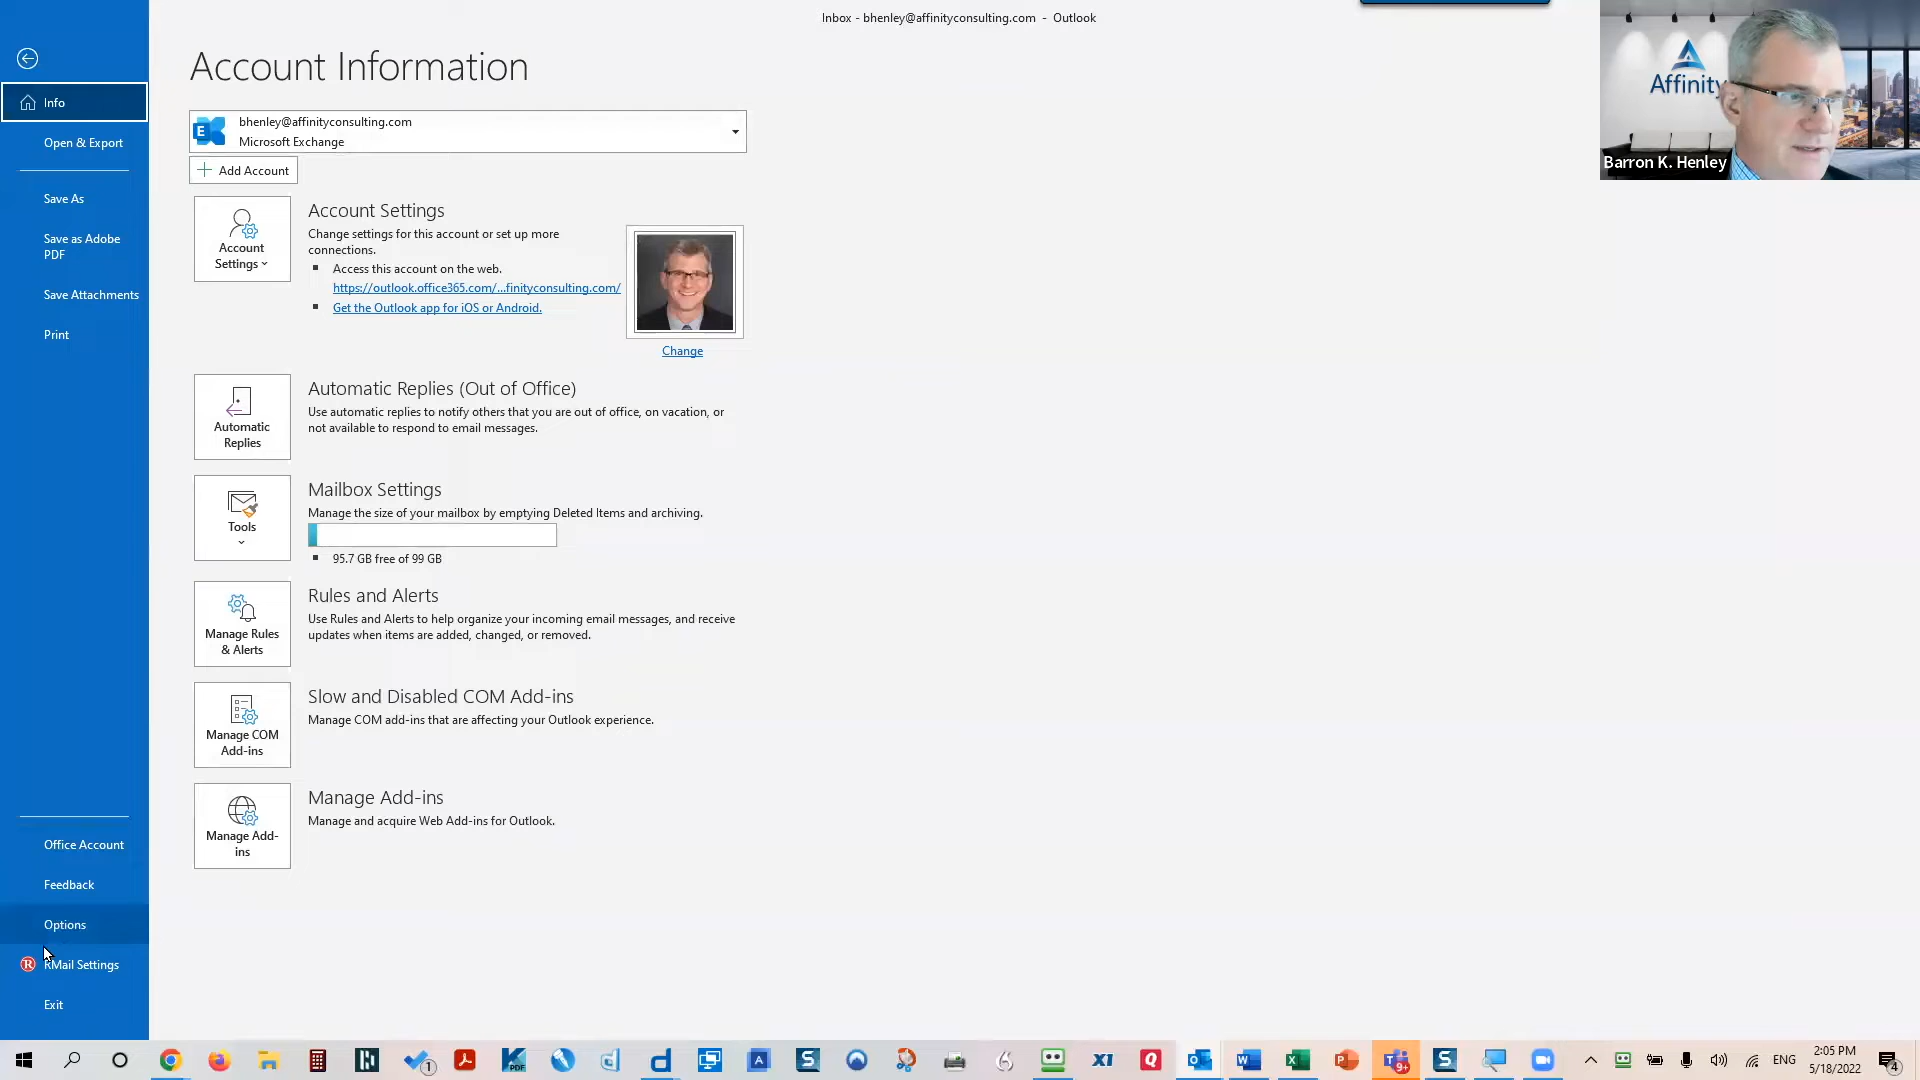 Inbox - bhenley@affinityconsulting.com - Outlook
Info
Open & Export
Save As
Save as Adobe
PDF
Save Attachments
Print
Office Account
Feedback
Options
RMail Settings
Exit
Account Information
bhenley@affinityconsulting.com
Microsoft Exchange
Add Account
Account
Settings
Account Settings
Change settings for this account or set up more
connections.
Access this account on the web.
https://outlook.office365.com/...finityconsulting.com/
Get the Outlook app for iOS or Android.
Change
Automatic
Replies
Automatic Replies (Out of Office)
Use automatic replies to notify others that you are out of office, on vacation, or
not available to respond to email messages.
Tools
Mailbox Settings
Manage the size of your mailbox by emptying Deleted Items and archiving.
95.7 GB free of 99 GB
Manage Rules
& Alerts
Rules and Alerts
Use Rules and Alerts to help organize your incoming email messages, and receive
updates when items are added, changed, or removed.
Manage COM
Add-ins
Slow and Disabled COM Add-ins
Manage COM add-ins that are affecting your Outlook experience.
Manage Add-
ins
Manage Add-ins
Manage and acquire Web Add-ins for Outlook.
Affinity
Barron K. Henley
ENG
2:05 PM
5/18/2022